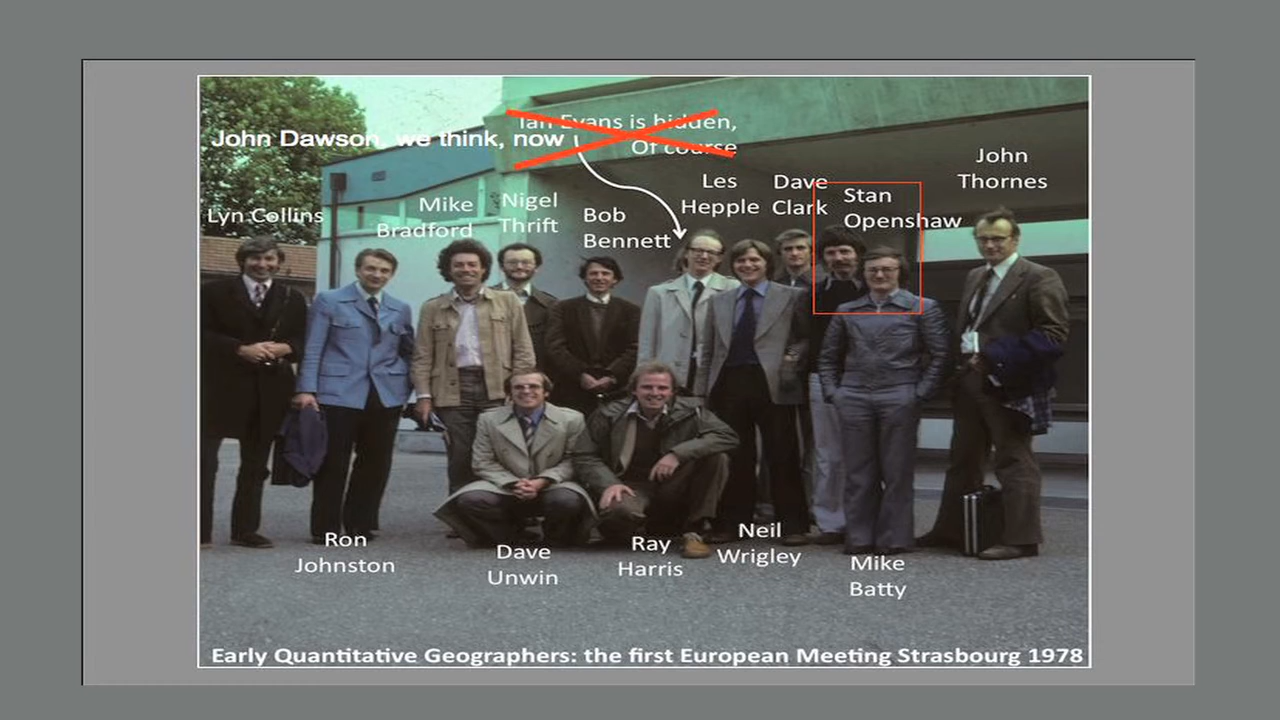 Ian Evans is hidden,
Of course
John Dawson, we think, now
Lyn Collins
Mike
Bradford
Nigel
Thrift
Bob
Bennett
Les
Hepple
Dave
Clark
Stan
Openshaw
John
Thornes
Ron
Johnston
Dave
Unwin
Ray
Harris
Neil
Wrigley
Mike
Batty
Early Quantitative Geographers: the first European Meeting Strasbourg 1978